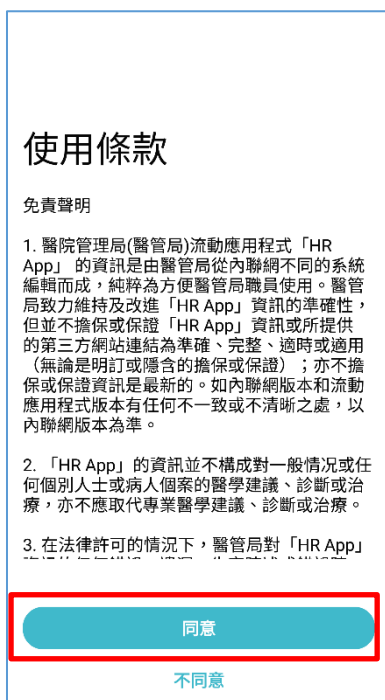 使用條款
免責聲明
1. 醫院管理局(醫管局)流動應用程式「HR
App」 的資訊是由醫管局從內聯網不同的系統
編輯而成，純粹為方便醫管局職員使用。醫管
局致力維持及改進「HR App」資訊的準確性，
但並不擔保或保證「HR App」資訊或所提供
的第三方網站連結為準確、完整、適時或適用
（無論是明訂或隱含的擔保或保證）；亦不擔
保或保證資訊是最新的。如內聯網版本和流動
應用程式版本有任何不一致或不清晰之處，以
內聯網版本為準。
2. 「HR App」的資訊並不構成對一般情況或任
何個別人士或病人個案的醫學建議、診斷或治
療，亦不應取代專業醫學建議、診斷或治療。
3. 在法律許可的情況下，醫管局對「HR App」
同意
不同意